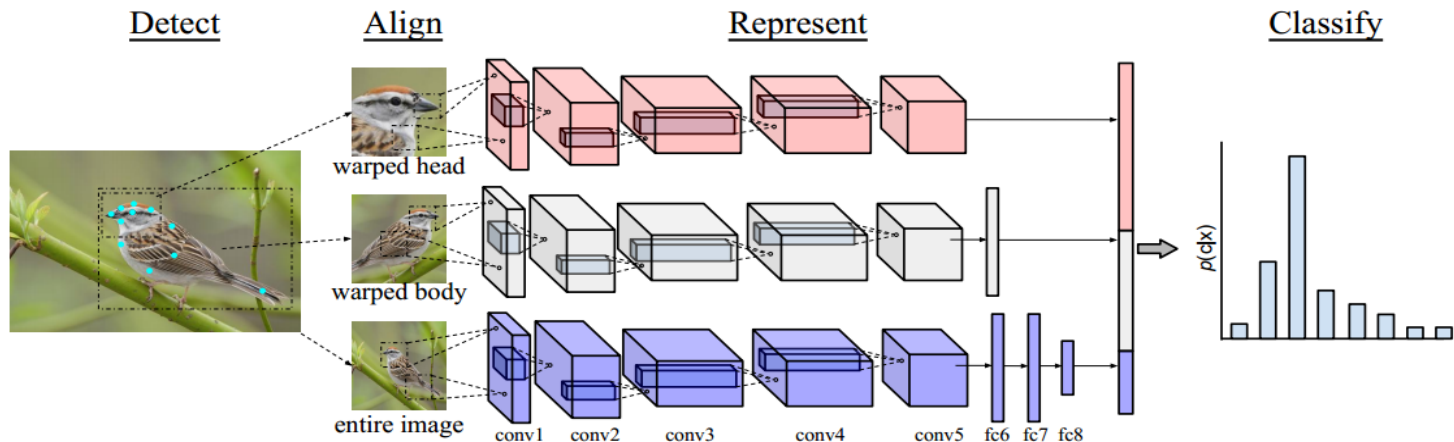 Detect
Align
Represent
Classify
warped head
warped body
entire image
conv1
conv2
conv3
conv4
conv5
fc6
fc7
fc8
p(c|x)